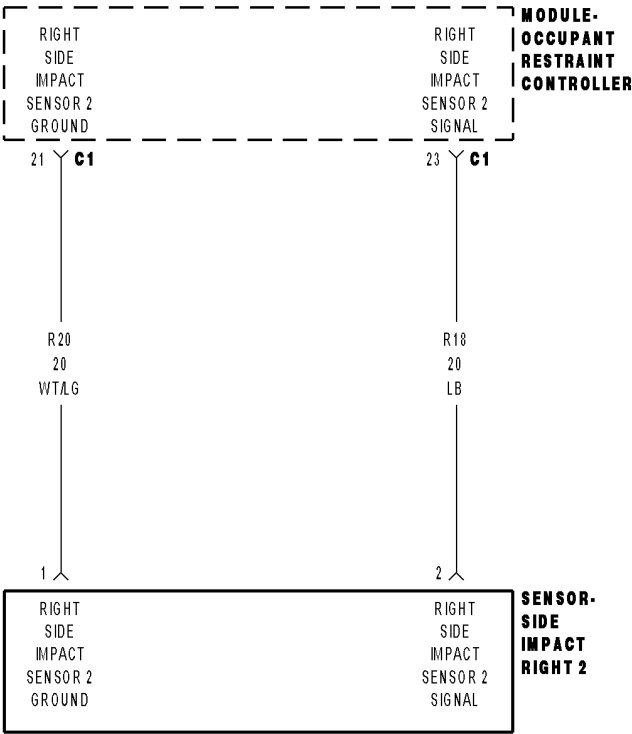 RIGHT
SIDE
IMPACT
SENSOR 2
GROUND
RIGHT
SIDE
IMPACT
SENSOR 2
SIGNAL
MODULE-
OCCUPANT
RESTRAINT
CONTROLLER
21 C1
23 C1
R20
20
WT/LG
R18
20
LB
1
2
RIGHT
SIDE
IMPACT
SENSOR 2
GROUND
RIGHT
SIDE
IMPACT
SENSOR 2
SIGNAL
SENSOR-
SIDE
IMPACT
RIGHT 2